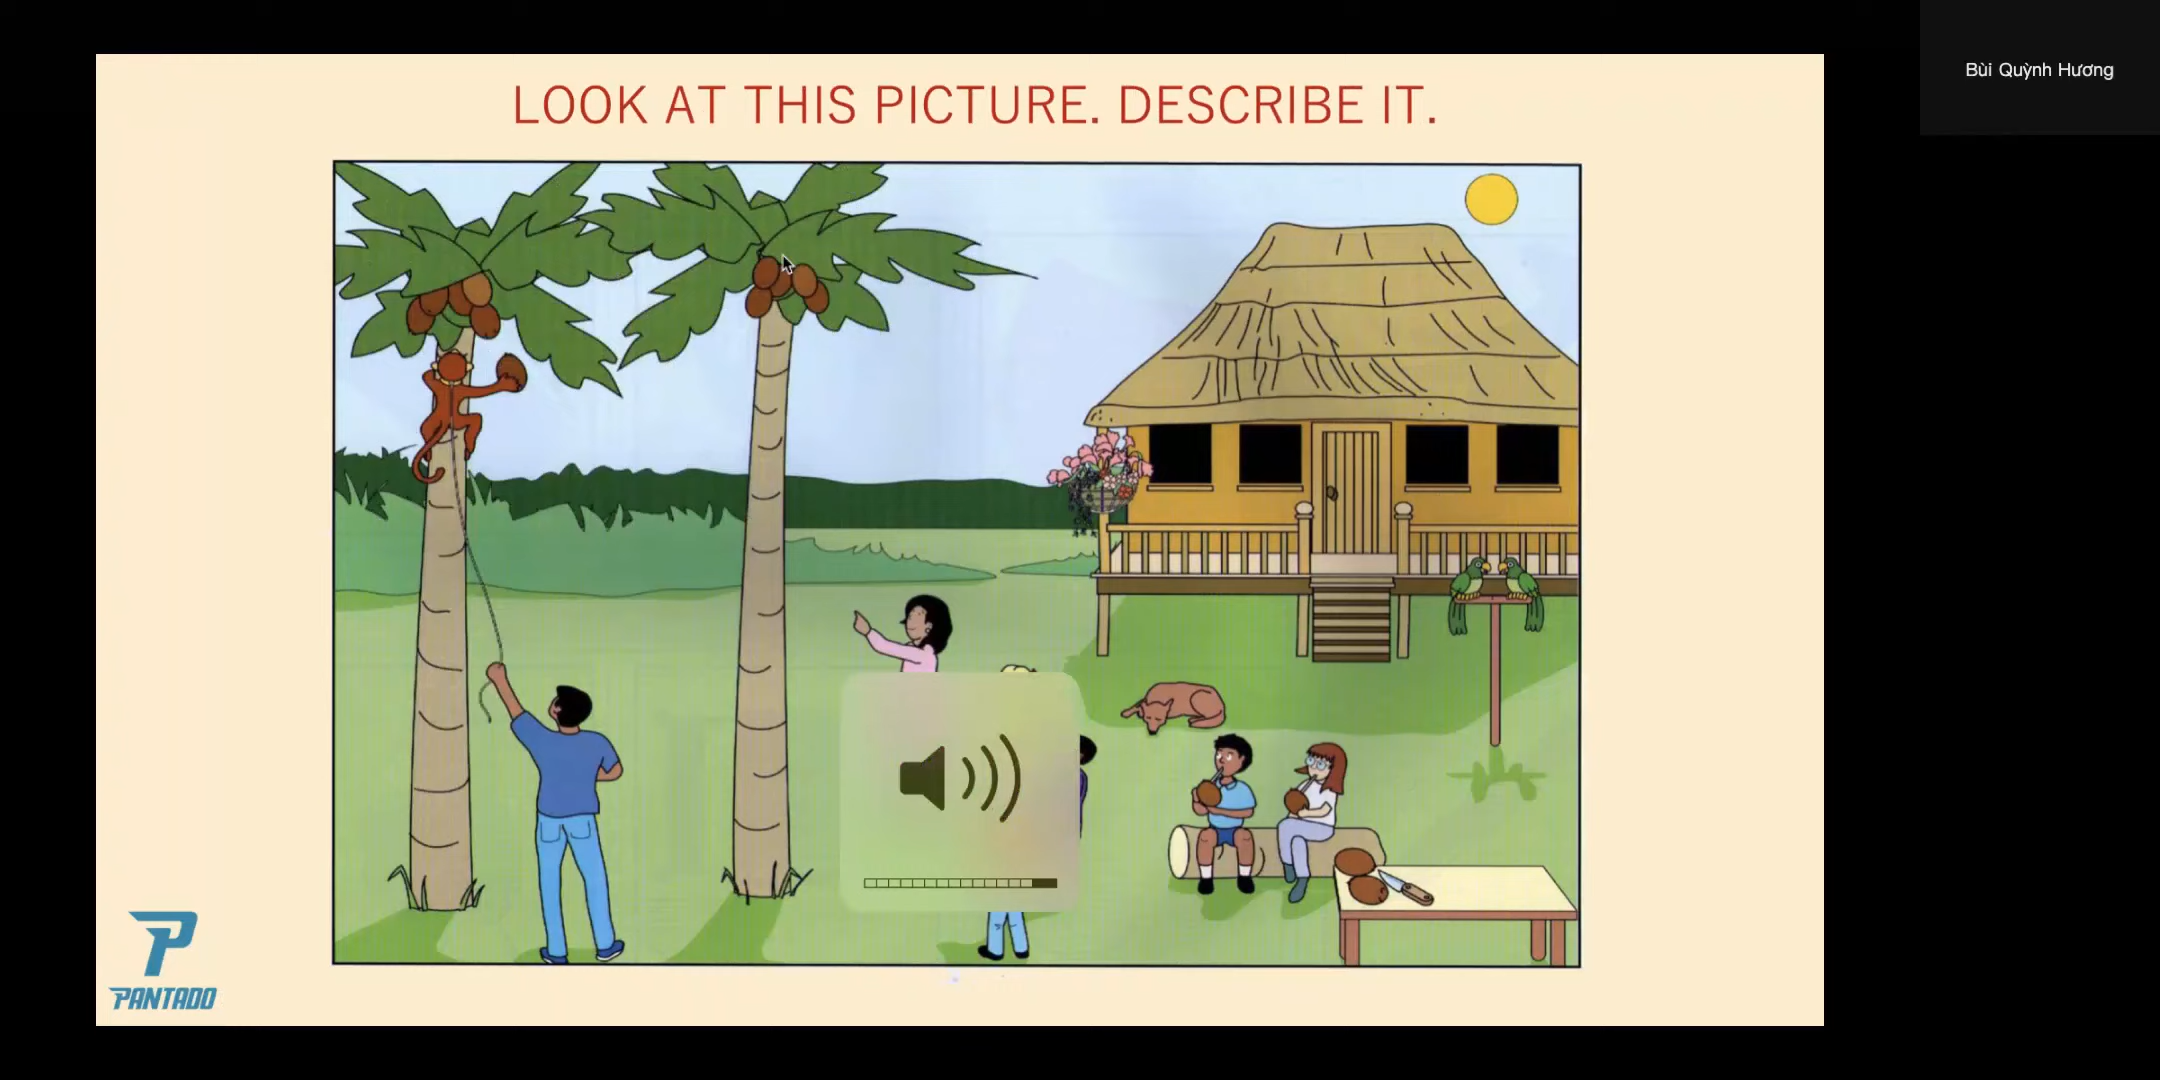 Bùi Quỳnh Hương
LOOK AT THIS PICTURE. DESCRIBE IT.
PANTADO